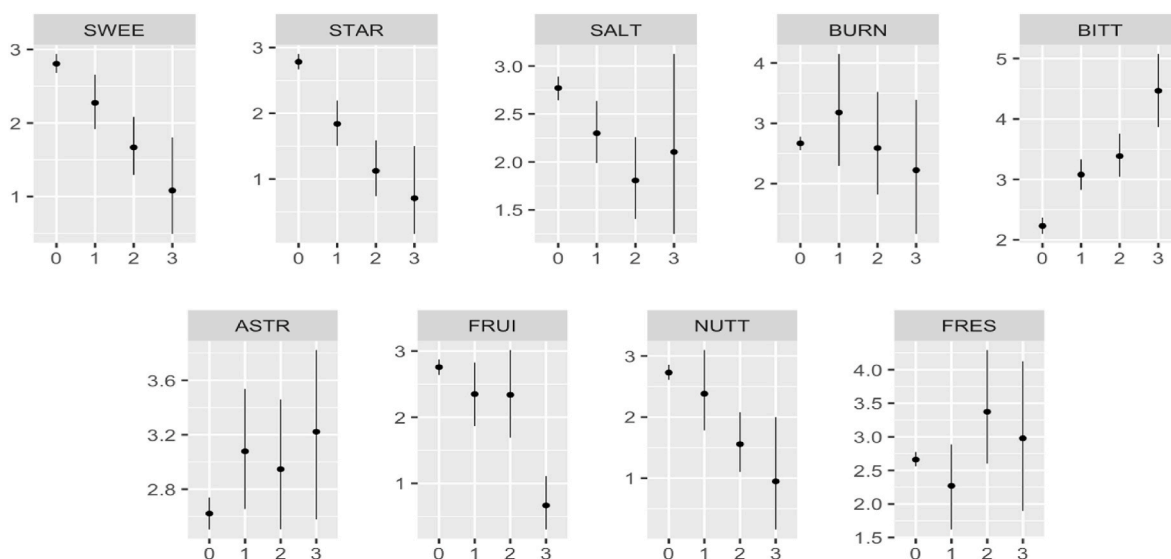 SWEE STAR SALT BURN BITT
3 2 1
3 2 1
3.0 2.5 2.0 1.5
4 3 2
5 4 3 2
0 1 2 3 0 1 2 3 0 1 2 3 0 1 2 3 0 1 2 3
ASTR FRUI NUTT FRES
3.6 3.2 2.8
3 2 1
3 2 1
4.0 3.5 3.0 2.5 2.0 1.5
0 1 2 3 0 1 2 3 0 1 2 3 0 1 2 3